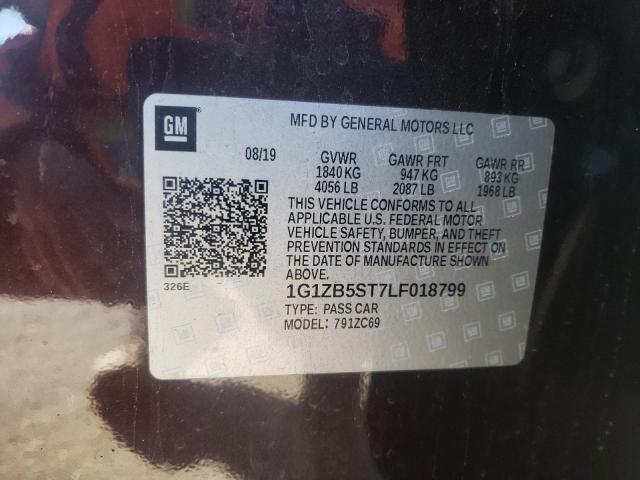 GM
®
MFD BY GENERAL MOTORS LLC
08/19 GVWR GAWR FRT GAWR RR
1840 KG 947 KG 893 KG
4056 LB 2087 LB 1968 LB
THIS VEHICLE CONFORMS TO ALL
APPLICABLE U.S. FEDERAL MOTOR
VEHICLE SAFETY, BUMPER, AND THEFT
PREVENTION STANDARDS IN EFFECT ON
THE DATE OF MANUFACTURE SHOWN
ABOVE.
326E
1G1ZB5ST7LF018799
TYPE: PASS CAR
MODEL: 791ZC69